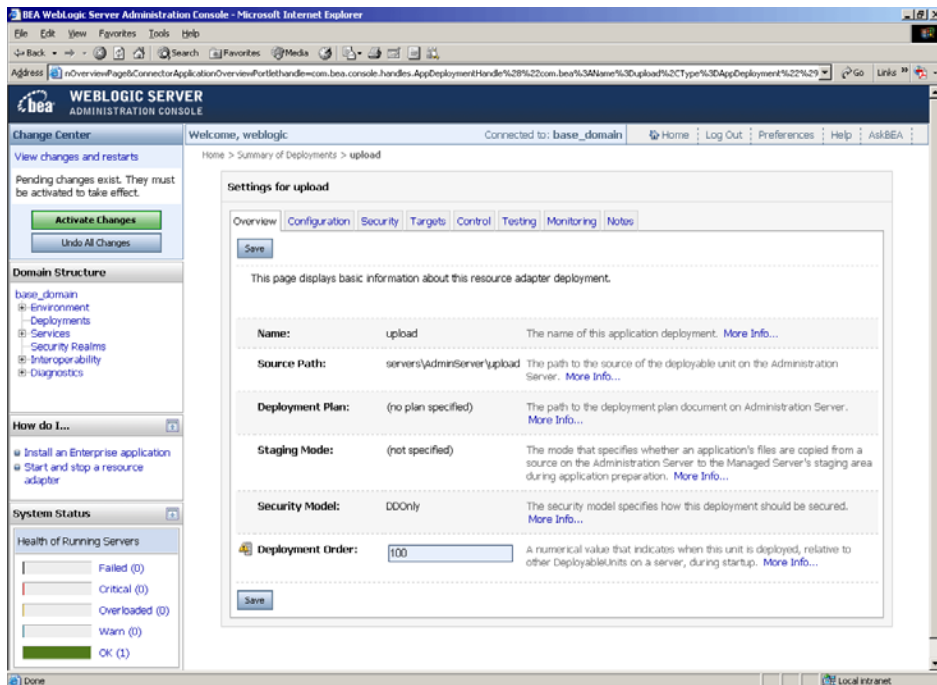 BEA WebLogic Server Administration Console - Microsoft Internet Explorer
File Edit View Favorites Tools Help
Back Search Favorites Media
Address nOverviewPage&ConnectorApplicationOverviewPortlethandle=com.bea.console.handles.AppDeploymentHandle%28%22com.bea%3AName%3Dupload%2CType%3DAppDeployment%22%29 Go Links »
bea WEBLOGIC SERVER
ADMINISTRATION CONSOLE
Change Center
View changes and restarts
Pending changes exist. They must
be activated to take effect.
Activate Changes
Undo All Changes
Domain Structure
base_domain
Environment
Deployments
Services
Security Realms
Interoperability
Diagnostics
How do I...
Install an Enterprise application
Start and stop a resource
adapter
System Status
Health of Running Servers
Failed (0)
Critical (0)
Overloaded (0)
Warn (0)
OK (1)
Welcome, weblogic Connected to: base_domain Home Log Out Preferences Help AskBEA
Home > Summary of Deployments > upload
Settings for upload
Overview Configuration Security Targets Control Testing Monitoring Notes
Save
This page displays basic information about this resource adapter deployment.
Name: upload The name of this application deployment. More Info...
Source Path: servers\AdminServer\upload The path to the source of the deployable unit on the Administration
Server. More Info...
Deployment Plan: (no plan specified) The path to the deployment plan document on Administration Server.
More Info...
Staging Mode: (not specified) The mode that specifies whether an application's files are copied from a
source on the Administration Server to the Managed Server's staging area
during application preparation. More Info...
Security Model: DDOnly The security model specifies how this deployment should be secured.
More Info...
Deployment Order: 100 A numerical value that indicates when this unit is deployed, relative to
other DeployableUnits on a server, during startup. More Info...
Save
Done Local intranet